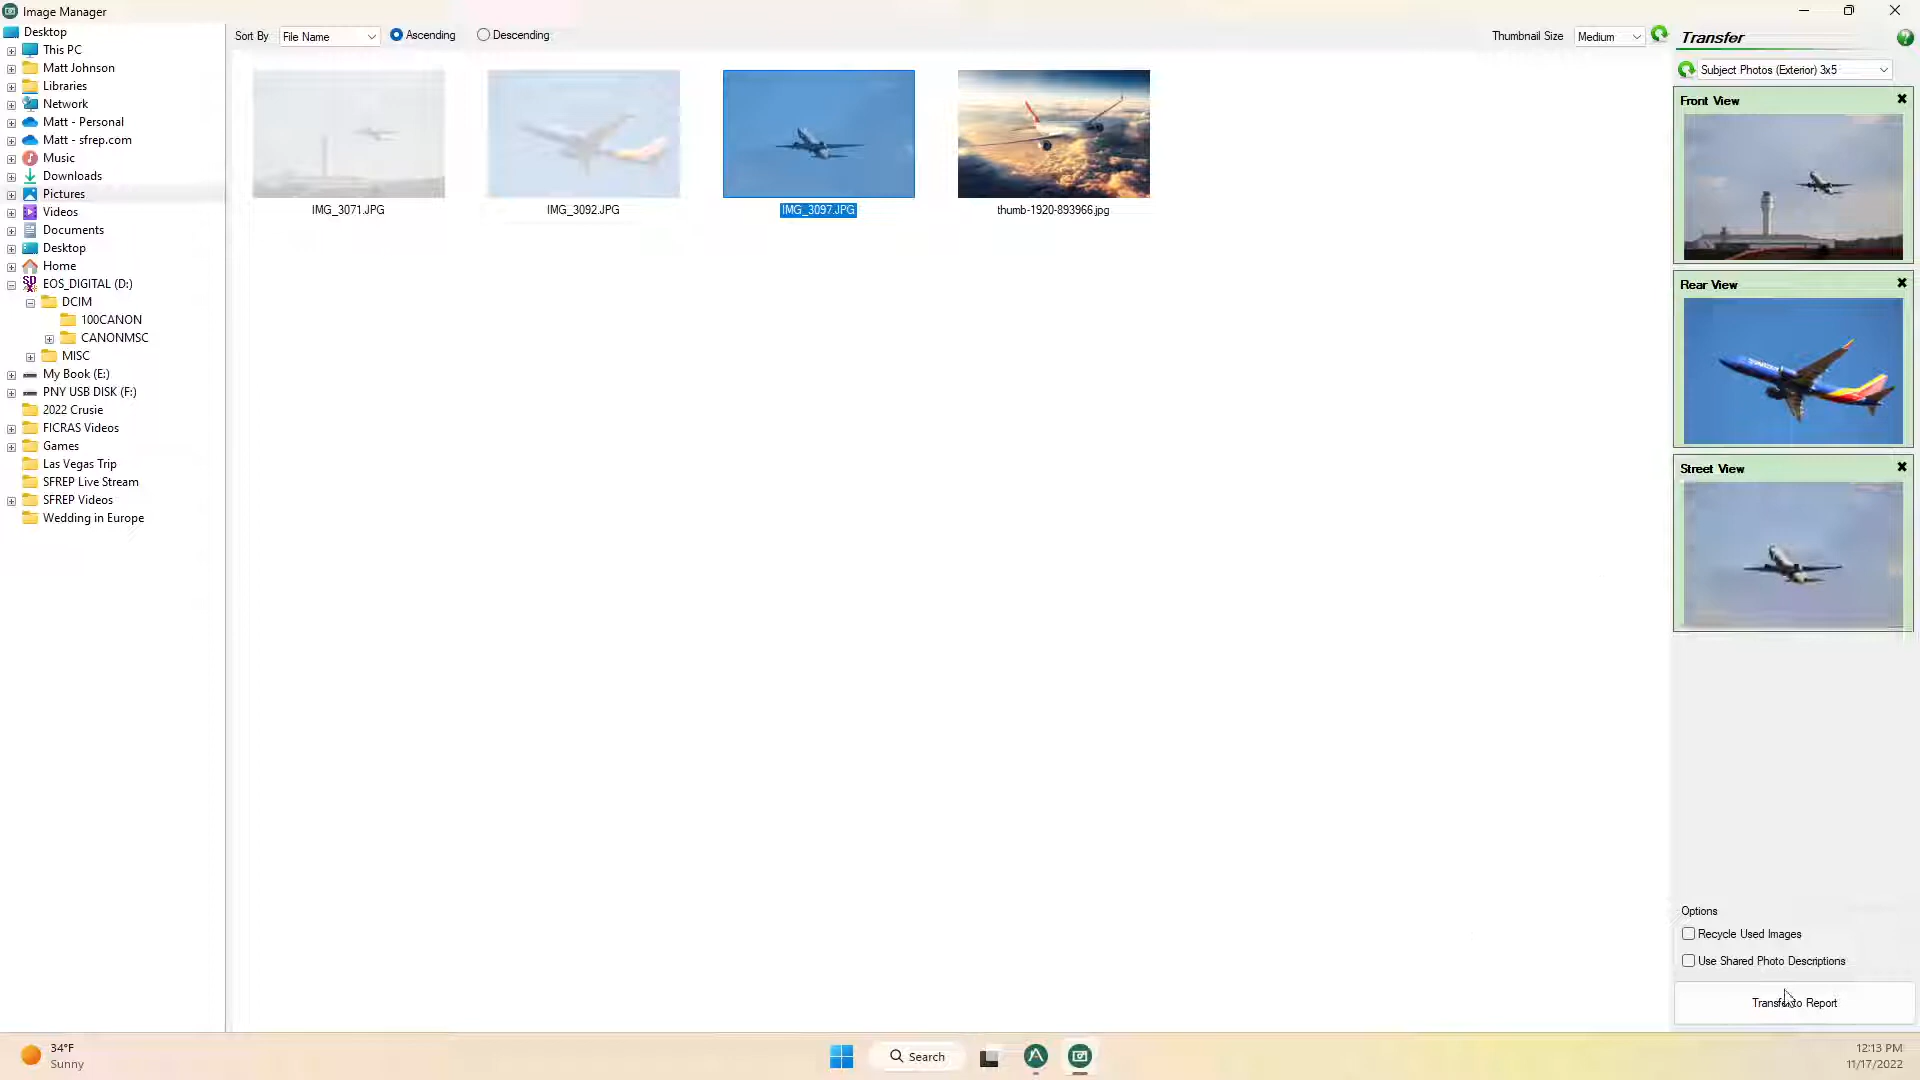 Image Manager
Desktop
This PC
Matt Johnson
Libraries
Network
Matt - Personal
Matt - sfrep.com
Music
Downloads
Pictures
Videos
Documents
Desktop
Home
EOS_DIGITAL (D:)
DCIM
100CANON
CANONMSC
MISC
My Book (E:)
PNY USB DISK (F:)
2022 Crusie
FICRAS Videos
Games
Las Vegas Trip
SFREP Live Stream
SFREP Videos
Wedding in Europe
Sort By File Name Ascending Descending Thumbnail Size Medium
IMG_3071.JPG IMG_3092.JPG IMG_3097.JPG thumb-1920-893966.jpg
Transfer
Subject Photos (Exterior) 3x5
Front View
Rear View
Street View
Options
Recycle Used Images
Use Shared Photo Descriptions
Transfer to Report
34°F
Sunny
Search
12:13 PM
11/17/2022